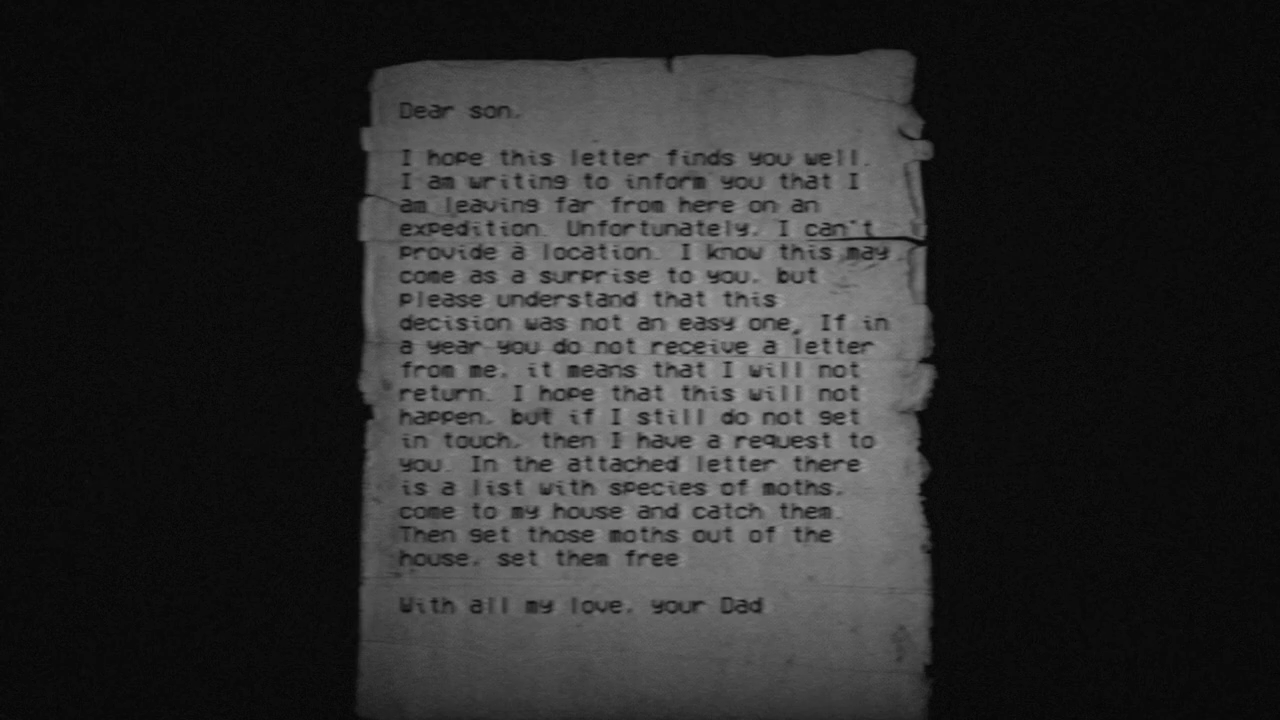 Dear son,
I hope this letter finds you well.
I am writing to inform you that I
am leaving far from here on an
expedition. Unfortunately, I can't
provide a location. I know this may
come as a surprise to you, but
please understand that this
decision was not an easy one, If in
a year you do not receive a letter
from me, it means that I will not
return. I hope that this will not
happen, but if I still do not get
in touch, then I have a request to
you. In the attached letter there
is a list with species of moths,
come to my house and catch them.
Then get those moths out of the
house, set them free
With all my love, your Dad